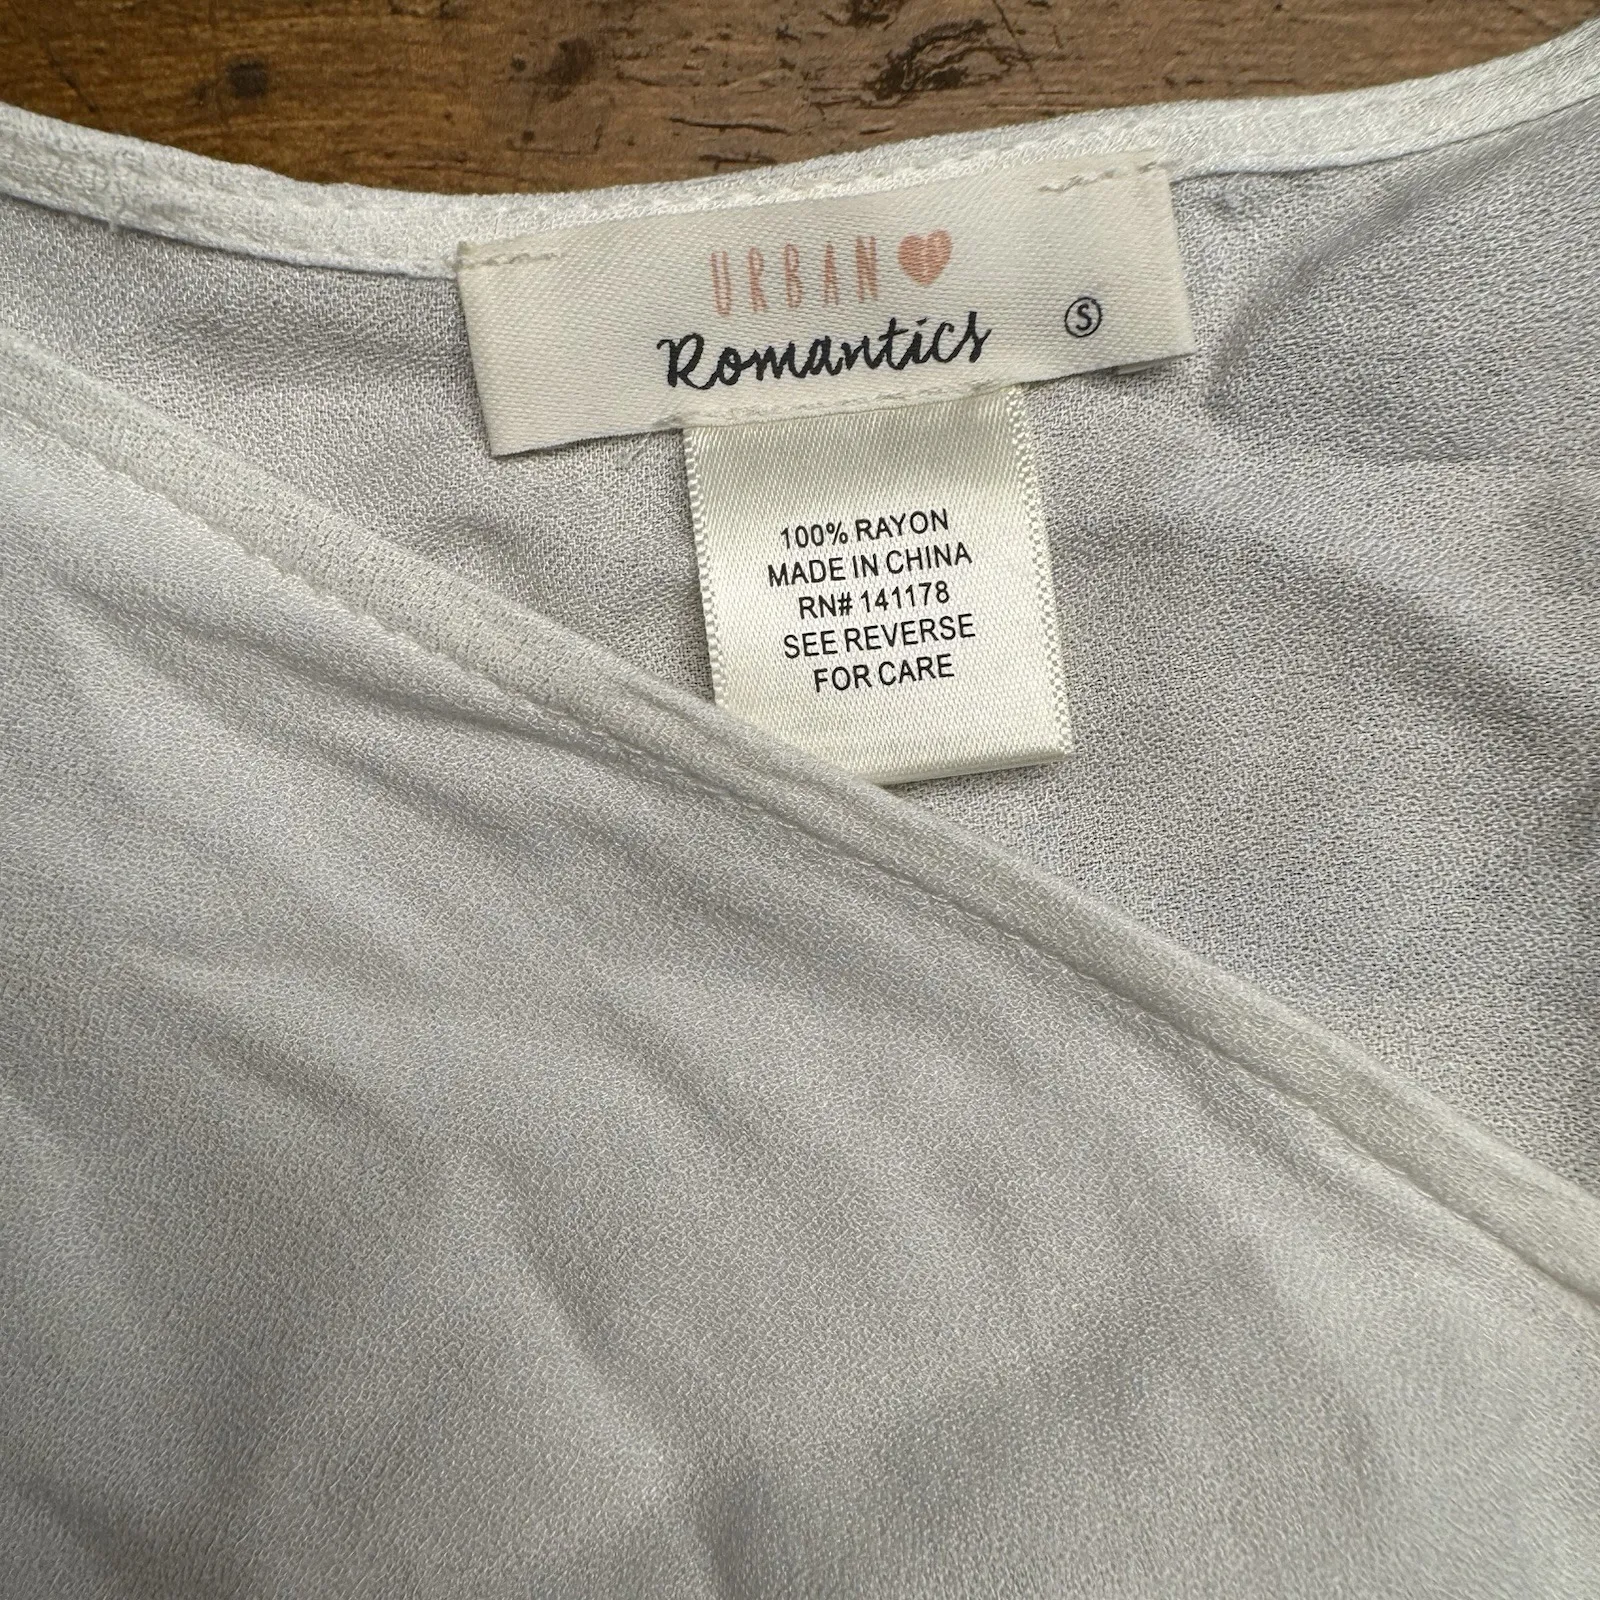 URBAN
Romantics S
100% RAYON
MADE IN CHINA
RN# 141178
SEE REVERSE
FOR CARE